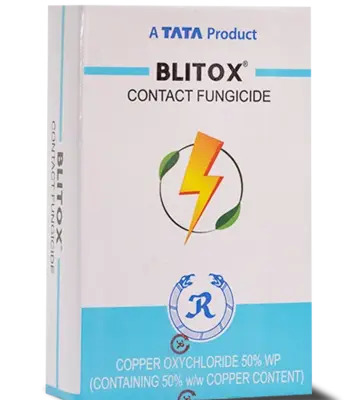 A TATA Product
BLITOX®
CONTACT FUNGICIDE
R
COPPER OXYCHLORIDE 50% WP
(CONTAINING 50% w/w COPPER CONTENT)
BLITOX®
CONTACT FUNGICIDE